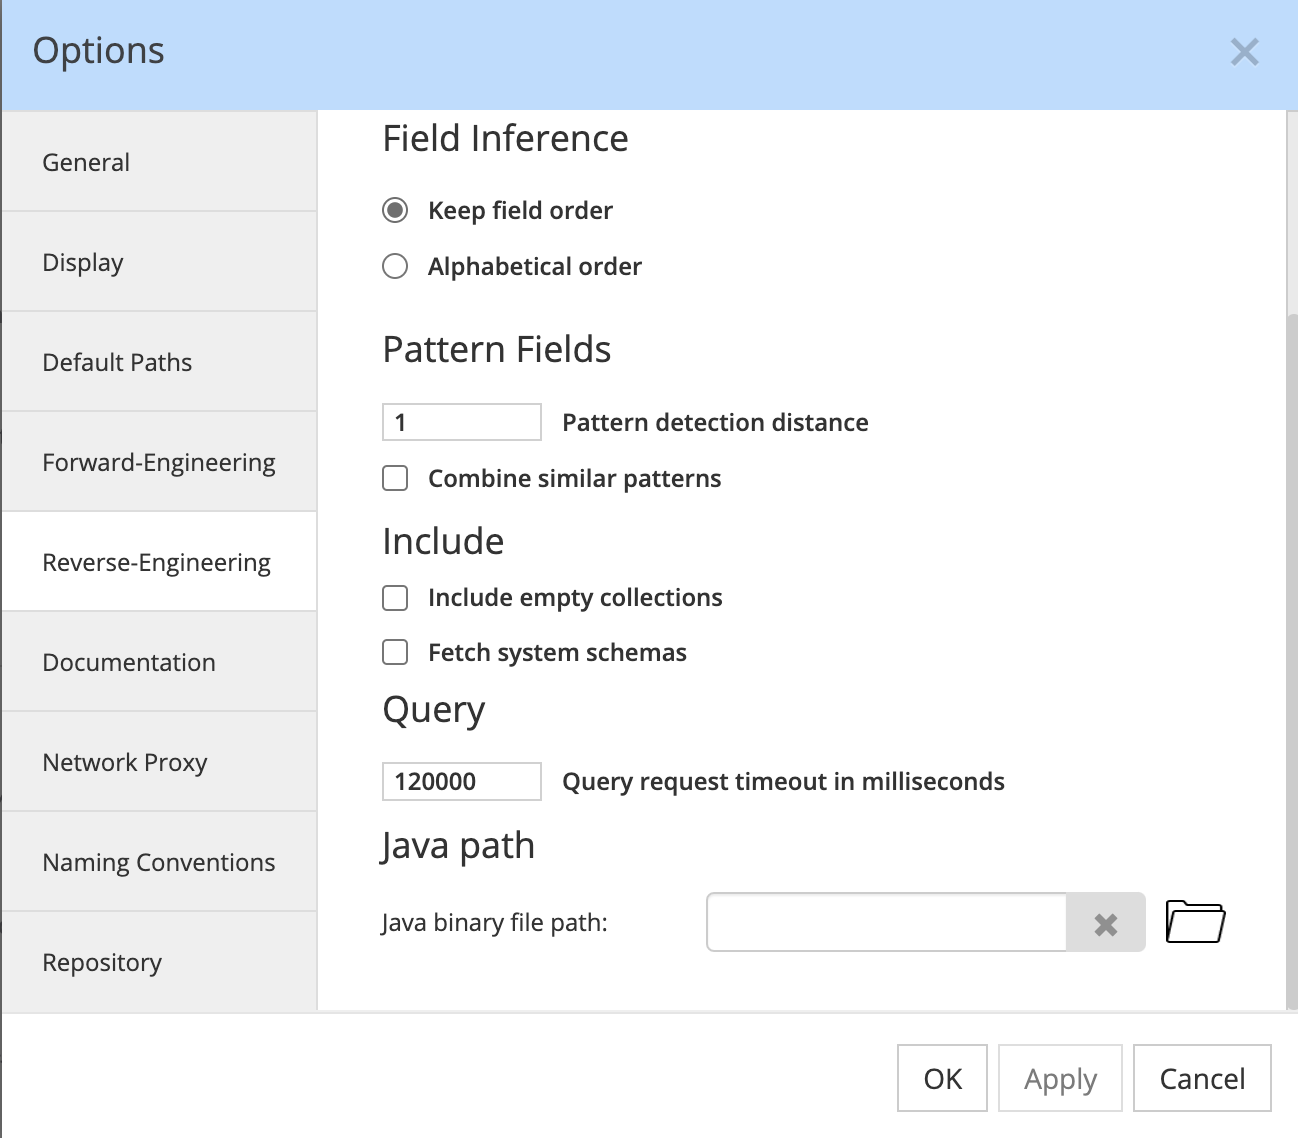 Options
General
Display
Default Paths
Forward-Engineering
Reverse-Engineering
Documentation
Network Proxy
Naming Conventions
Repository
Field Inference
Keep field order
Alphabetical order
Pattern Fields
1 Pattern detection distance
Combine similar patterns
Include
Include empty collections
Fetch system schemas
Query
120000 Query request timeout in milliseconds
Java path
Java binary file path:
OK Apply Cancel